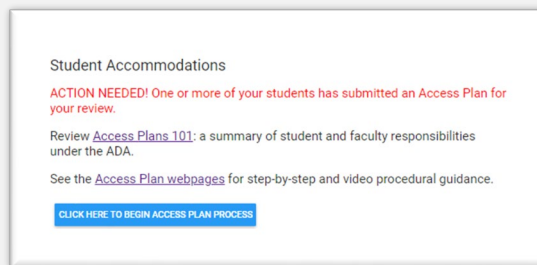 Student Accommodations
ACTION NEEDED! One or more of your students has submitted an Access Plan for
your review.
Review Access Plans 101: a summary of student and faculty responsibilities
under the ADA.
See the Access Plan webpages for step-by-step and video procedural guidance.
CLICK HERE TO BEGIN ACCESS PLAN PROCESS